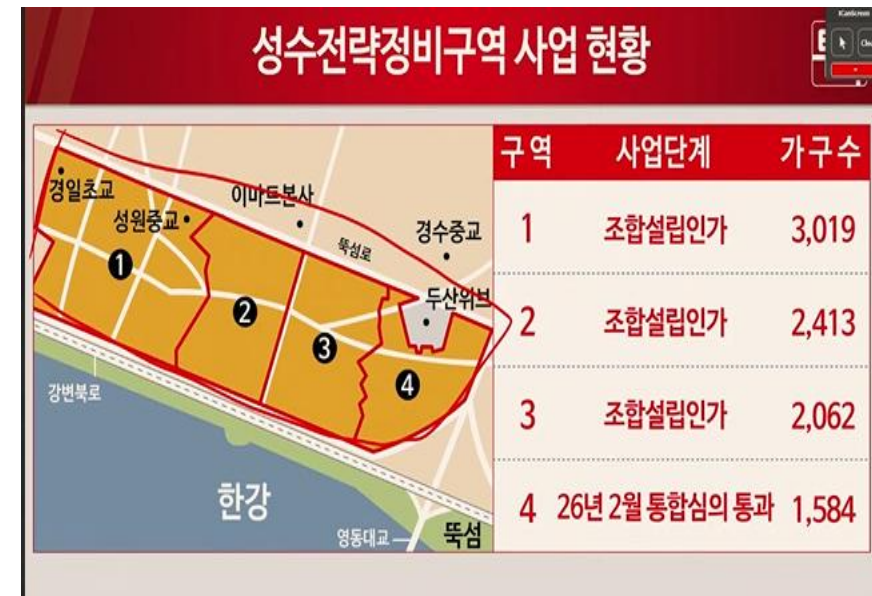 성수전략정비구역 사업 현황
iCanScreen
구역 사업단계 가구수
1 조합설립인가 3,019
2 조합설립인가 2,413
3 조합설립인가 2,062
4 26년 2월 통합심의 통과 1,584
경일초교
성원중교
이마트본사
경수중교
뚝섬로
두산위브
1
2
3
4
강변북로
한강
영동대교
뚝섬